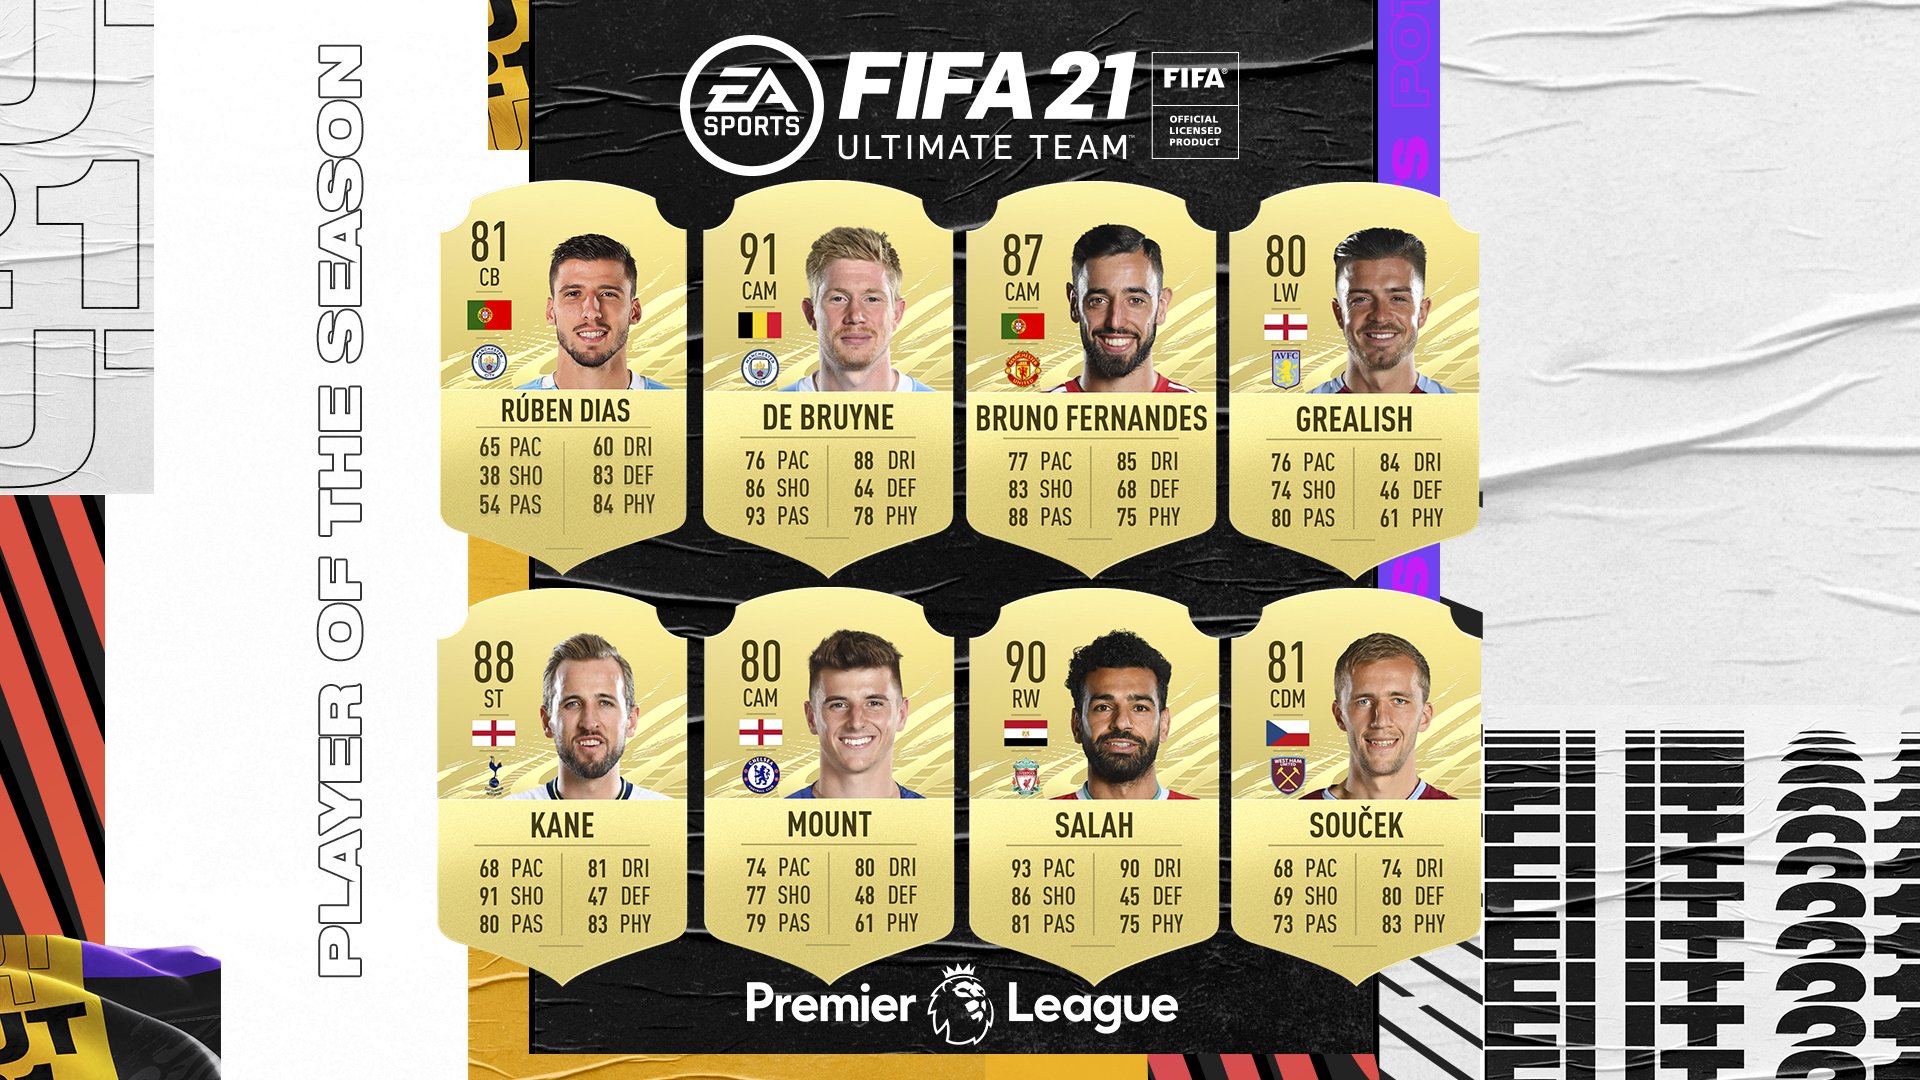 PLAYER OF THE SEASON
EA
SPORTS™
FIFA 21
ULTIMATE TEAM™
FIFA®
OFFICIAL
LICENSED
PRODUCT
81
CB
RÚBEN DIAS
65 PAC 60 DRI
38 SHO 83 DEF
54 PAS 84 PHY
91
CAM
DE BRUYNE
76 PAC 88 DRI
86 SHO 64 DEF
93 PAS 78 PHY
87
CAM
BRUNO FERNANDES
77 PAC 85 DRI
83 SHO 68 DEF
88 PAS 75 PHY
80
LW
AVFC
GREALISH
76 PAC 84 DRI
74 SHO 46 DEF
80 PAS 61 PHY
88
ST
KANE
68 PAC 81 DRI
91 SHO 47 DEF
80 PAS 83 PHY
80
CAM
CHELSEA
MOUNT
74 PAC 80 DRI
77 SHO 48 DEF
79 PAS 61 PHY
90
RW
SALAH
93 PAC 90 DRI
86 SHO 45 DEF
81 PAS 75 PHY
81
CDM
WEST HAM
UNITED
SOUČEK
68 PAC 74 DRI
69 SHO 80 DEF
73 PAS 83 PHY
Premier League